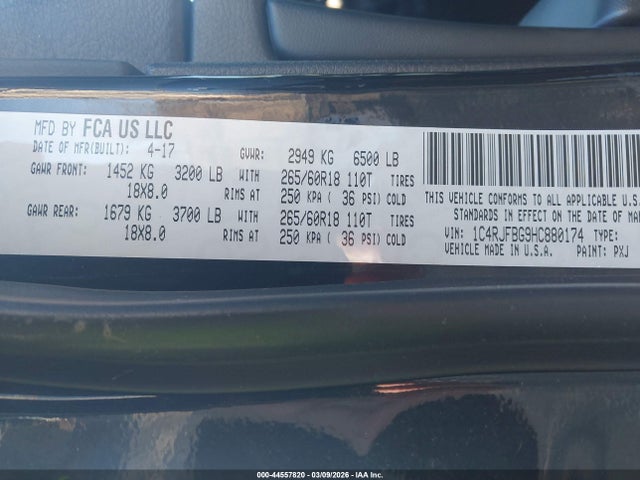 MFD BY FCA US LLC
DATE OF MFR(BUILT): 4-17 GVWR: 2949 KG 6500 LB
GAWR FRONT: 1452 KG 3200 LB WITH 265/60R18 110T TIRES
18X8.0 RIMS AT 250 KPA ( 36 PSI) COLD
GAWR REAR: 1679 KG 3700 LB WITH 265/60R18 110T TIRES
18X8.0 RIMS AT 250 KPA ( 36 PSI) COLD
THIS VEHICLE CONFORMS TO ALL APPLICAB
STANDARDS IN EFFECT ON THE DATE OF MAN
VIN: 1C4RJFBG9HC880174 TYPE:
VEHICLE MADE IN U.S.A. PAINT: PXJ
000-44557820 - 03/09/2026 - IAA Inc.